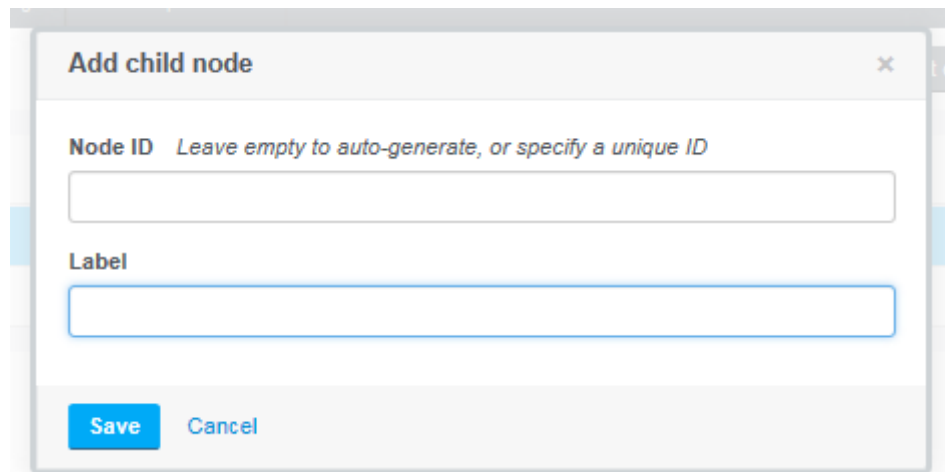 Add child node ×
Node ID Leave empty to auto-generate, or specify a unique ID
Label
Save Cancel